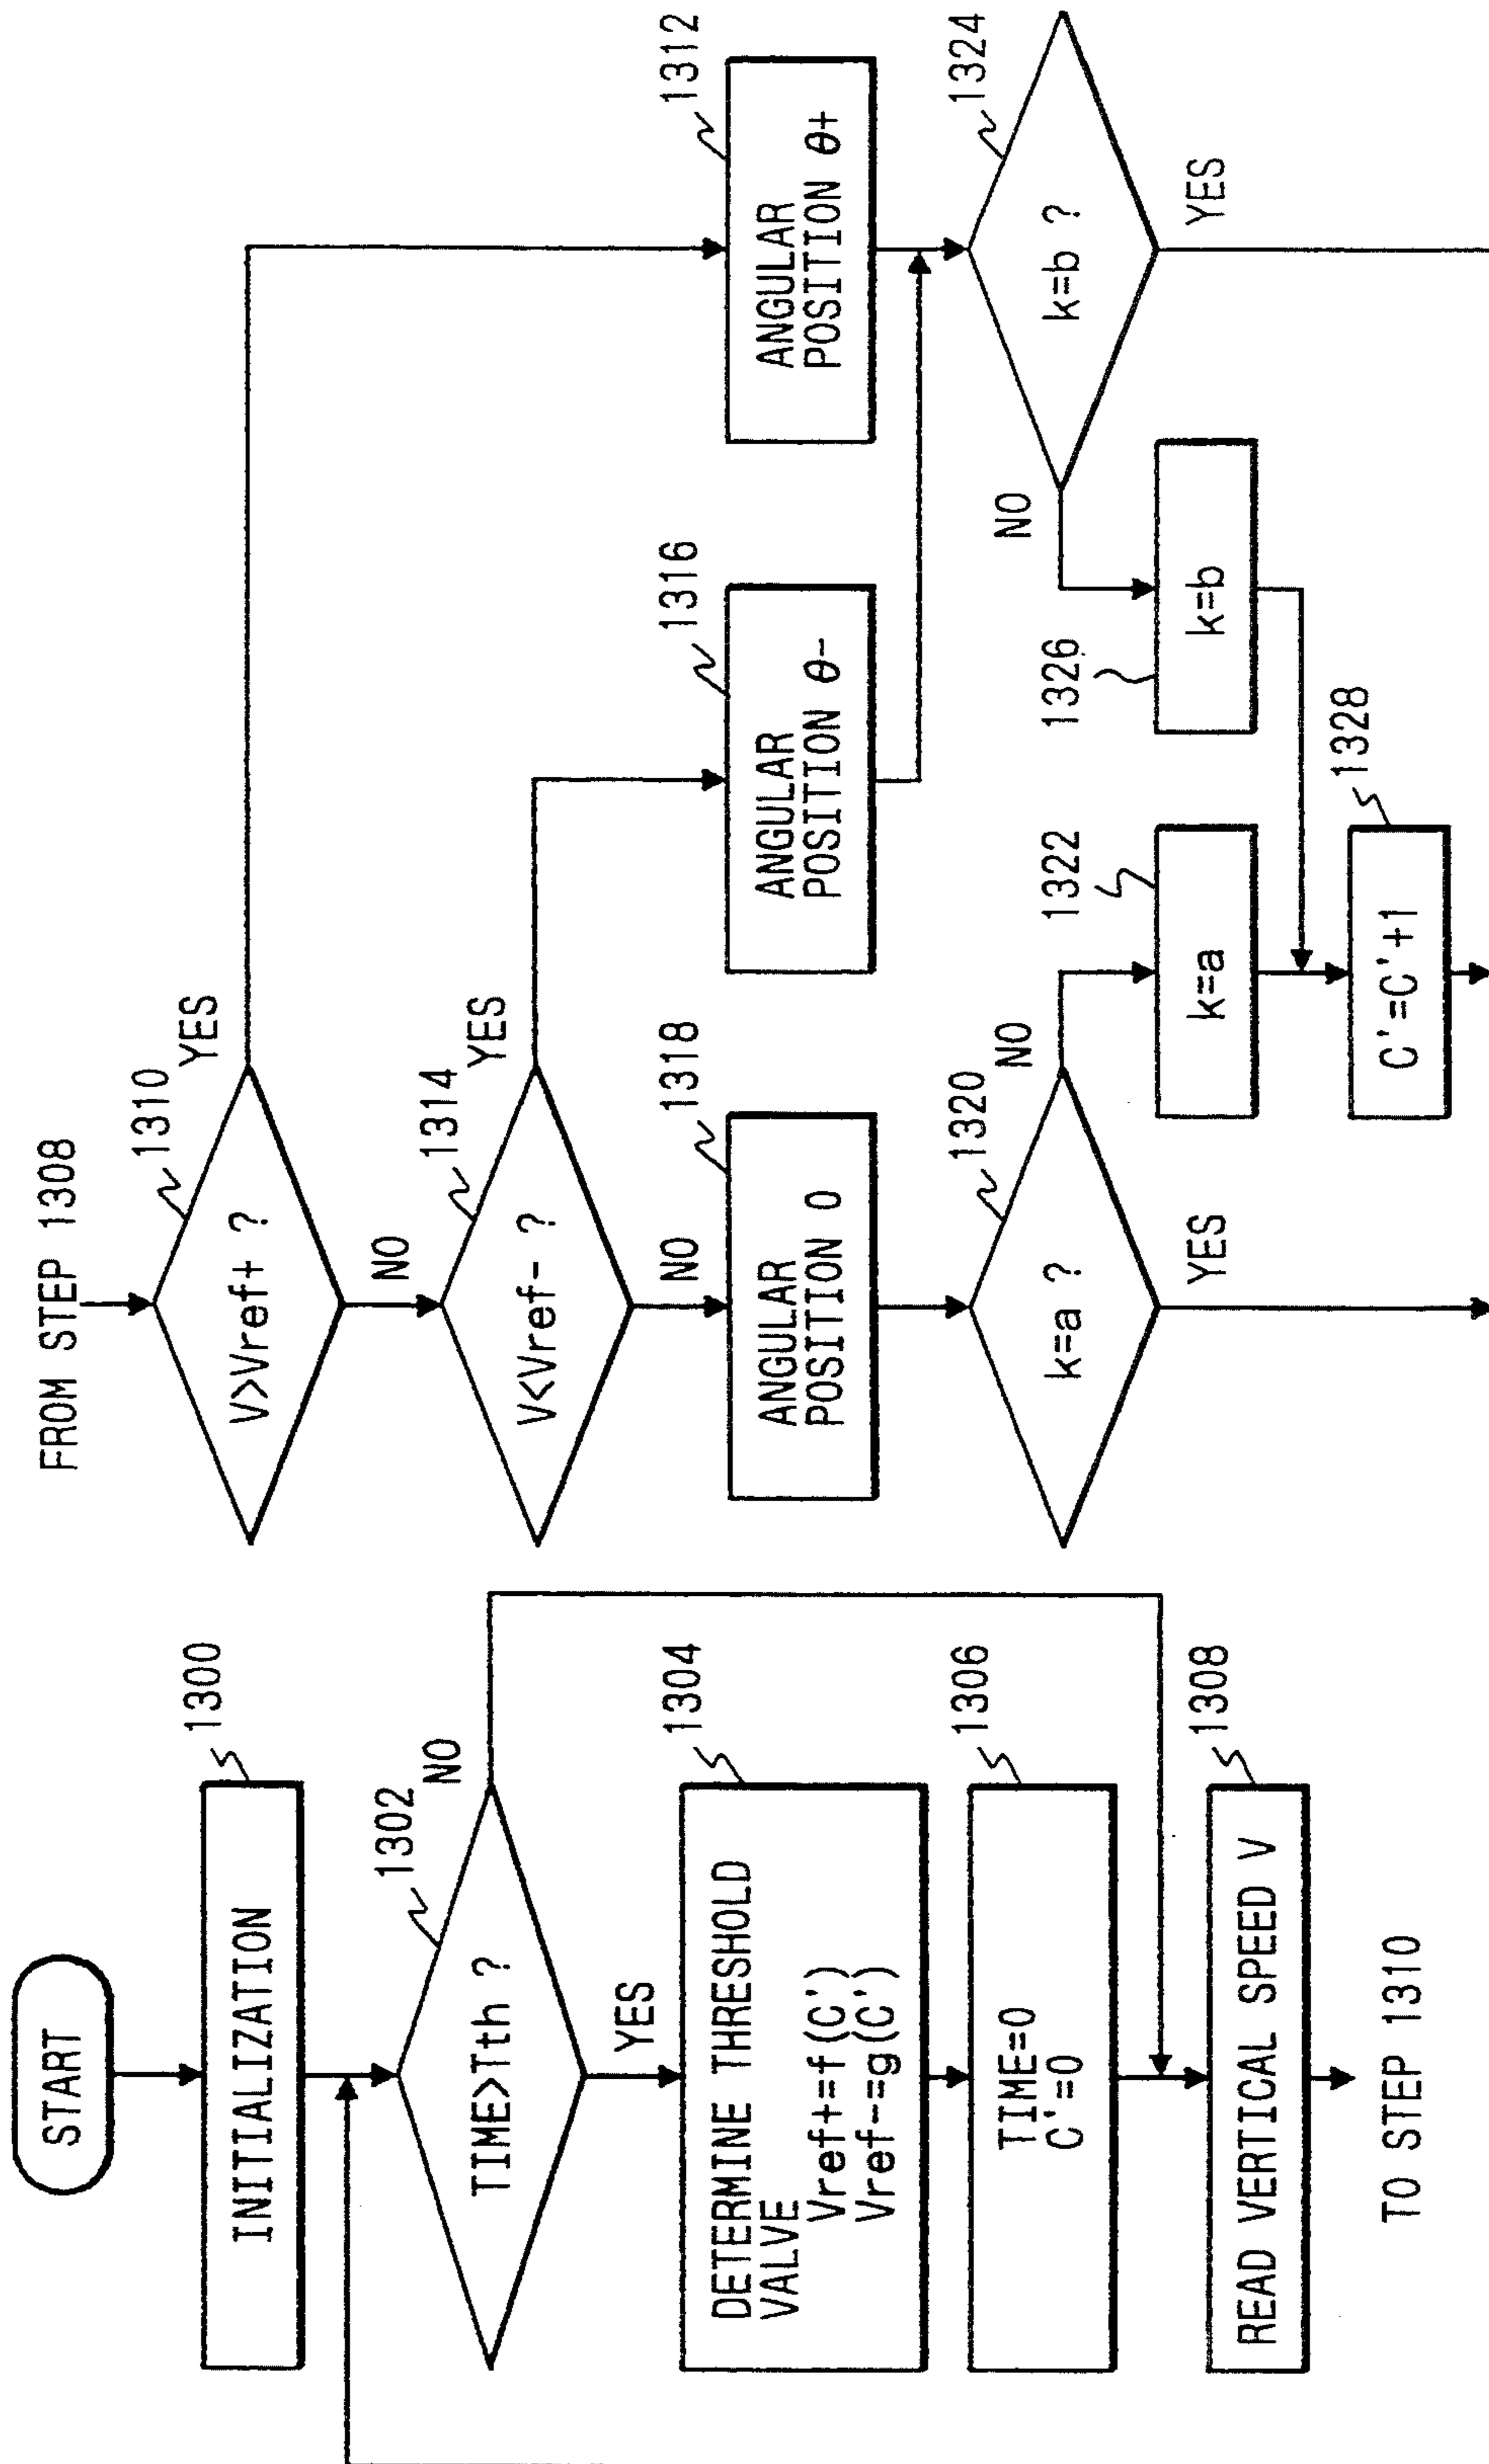 START
INITIALIZATION
1300
TIME>Tth ?
1302
NO
YES
DETERMINE THRESHOLD
VALVE
Vref+=f(C')
Vref-=g(C')
1304
TIME=0
C'=0
1306
READ VERTICAL SPEED V
1308
TO STEP 1310
FROM STEP 1308
V>Vref+ ?
1310
YES
NO
V<Vref- ?
1314
YES
NO
ANGULAR
POSITION 0
1318
ANGULAR
POSITION θ-
1316
ANGULAR
POSITION θ+
1312
k=a ?
1320
NO
YES
k=a
1322
k=b ?
1324
NO
YES
k=b
1326
C'=C'+1
1328